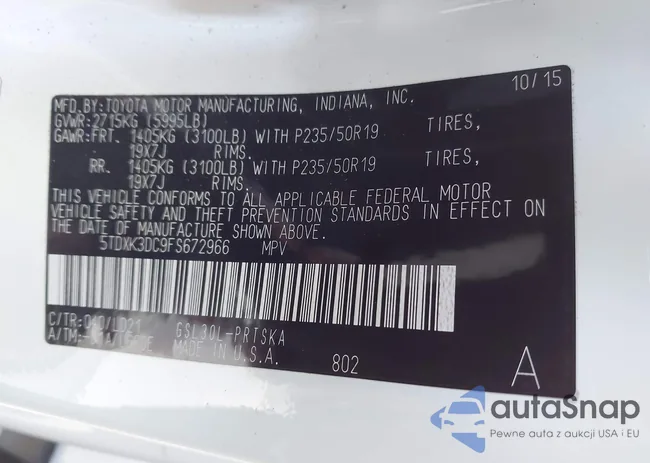 MFD.BY:TOYOTA MOTOR MANUFACTURING, INDIANA, INC. 10/15
GVWR:2715KG (5995LB)
GAWR:FRT. 1405KG (3100LB) WITH P235/50R19 TIRES,
19X7J RIMS.
RR. 1405KG (3100LB) WITH P235/50R19 TIRES,
19X7J RIMS.
THIS VEHICLE CONFORMS TO ALL APPLICABLE FEDERAL MOTOR
VEHICLE SAFETY AND THEFT PREVENTION STANDARDS IN EFFECT ON
THE DATE OF MANUFACTURE SHOWN ABOVE.
5TDXK3DC9FS672966 MPV
C/TR: GSL30L-PRTSKA
A/TM: MADE IN U.S.A. 802
A
autaSnap
Pewne auta z aukcji USA i EU